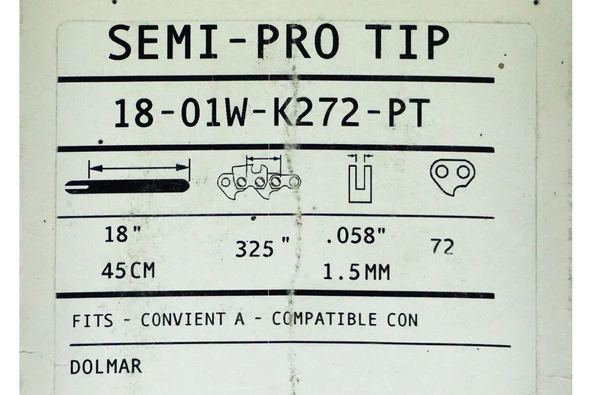 SEMI-PRO TIP
18-01W-K272-PT
18" 325" .058" 72
45CM 1.5MM
FITS - CONVIENT A - COMPATIBLE CON
DOLMAR